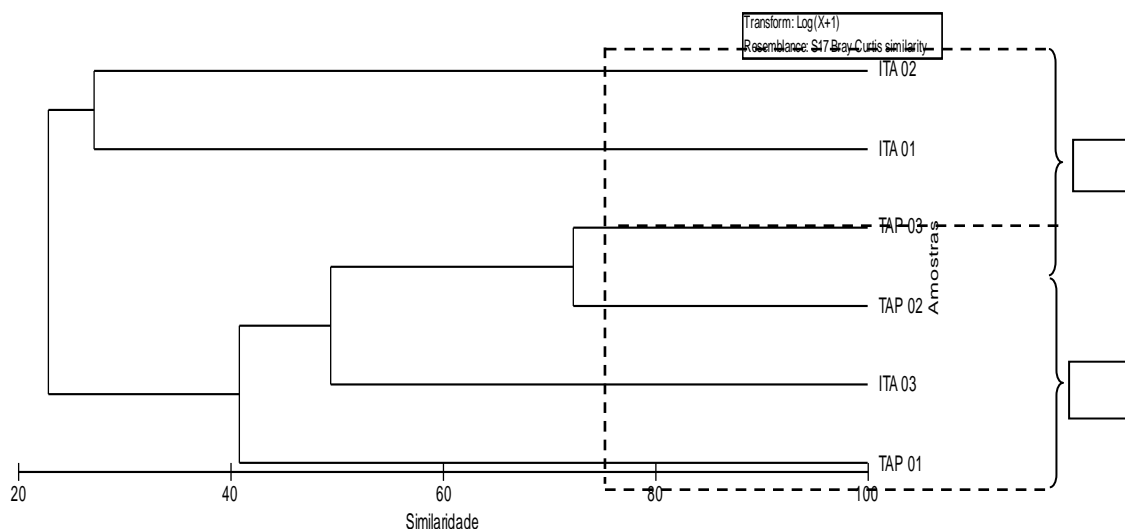 Transform: Log(X+1)
Resemblance: S17 Bray Curtis similarity
ITA 02
ITA 01
TAP 03
TAP 02
ITA 03
TAP 01
Amostras
20 40 60 80 100
Similaridade